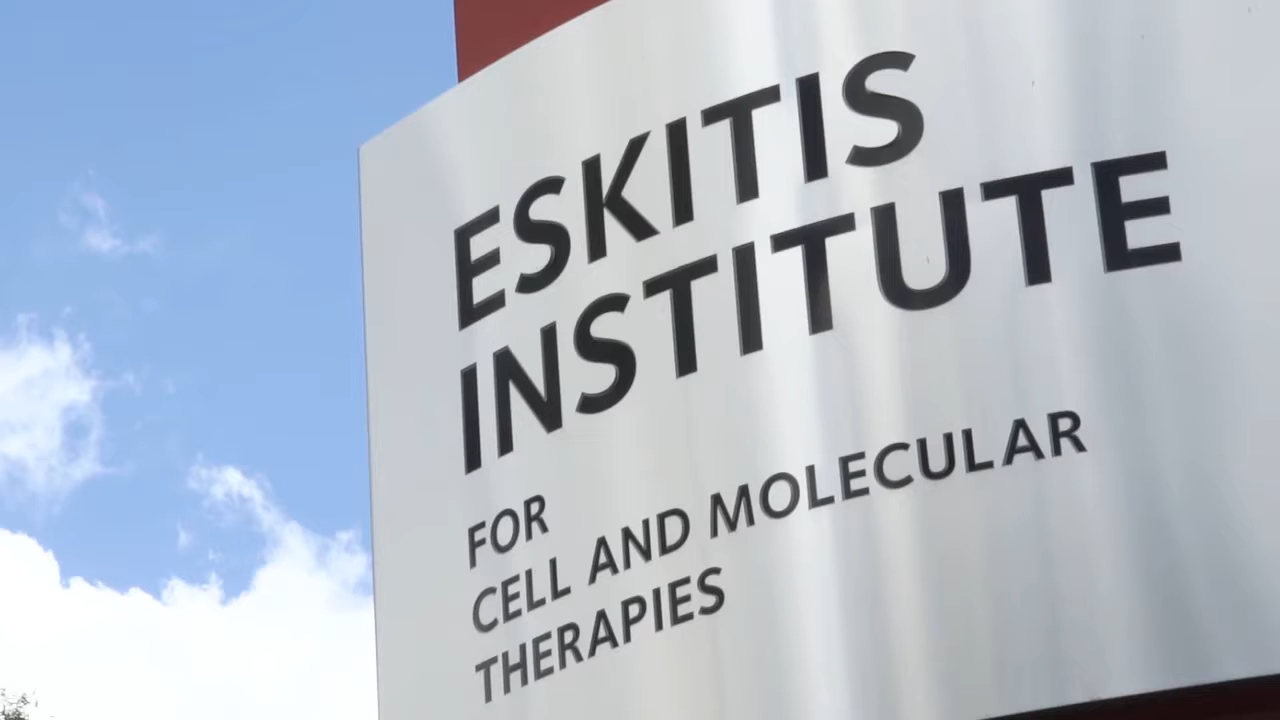 ESKITIS
INSTITUTE
FOR
CELL AND MOLECULAR
THERAPIES